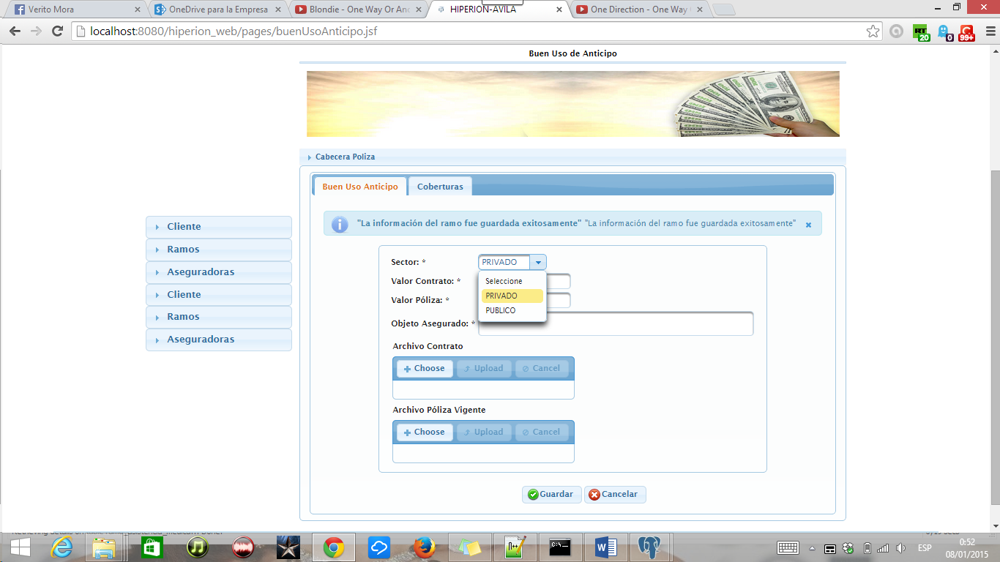 Verito Mora
OneDrive para la Empresa
Blondie - One Way Or And
HIPERION-AVILA
One Direction - One Way
localhost:8080/hiperion_web/pages/buenUsoAnticipo.jsf
20
0
99+
Buen Uso de Anticipo
Cabecera Poliza
Buen Uso Anticipo
Coberturas
"La información del ramo fue guardada exitosamente" "La información del ramo fue guardada exitosamente"
Cliente
Ramos
Aseguradoras
Cliente
Ramos
Aseguradoras
Sector: *
PRIVADO
Seleccione
PRIVADO
PUBLICO
Valor Contrato: *
Valor Póliza: *
Objeto Asegurado: *
Archivo Contrato
Choose
Upload
Cancel
Archivo Póliza Vigente
Choose
Upload
Cancel
Guardar
Cancelar
ESP
0:52
08/01/2015